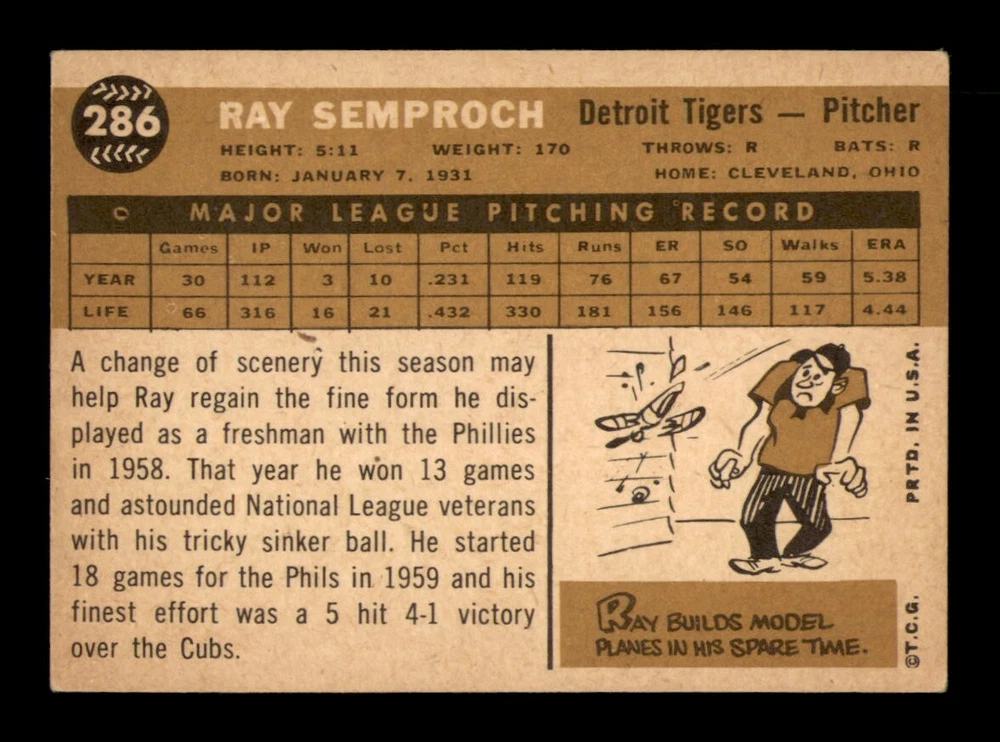 286
RAY SEMPROCH Detroit Tigers — Pitcher
HEIGHT: 5:11 WEIGHT: 170 THROWS: R BATS: R
BORN: JANUARY 7, 1931 HOME: CLEVELAND, OHIO
MAJOR LEAGUE PITCHING RECORD
Games IP Won Lost Pct Hits Runs ER SO Walks ERA
YEAR 30 112 3 10 .231 119 76 67 54 59 5.38
LIFE 66 316 16 21 .432 330 181 156 146 117 4.44
A change of scenery this season may
help Ray regain the fine form he dis-
played as a freshman with the Phillies
in 1958. That year he won 13 games
and astounded National League veterans
with his tricky sinker ball. He started
18 games for the Phils in 1959 and his
finest effort was a 5 hit 4-1 victory
over the Cubs.
RAY BUILDS MODEL
PLANES IN HIS SPARE TIME.
©T.C.G. PRTD. IN U.S.A.